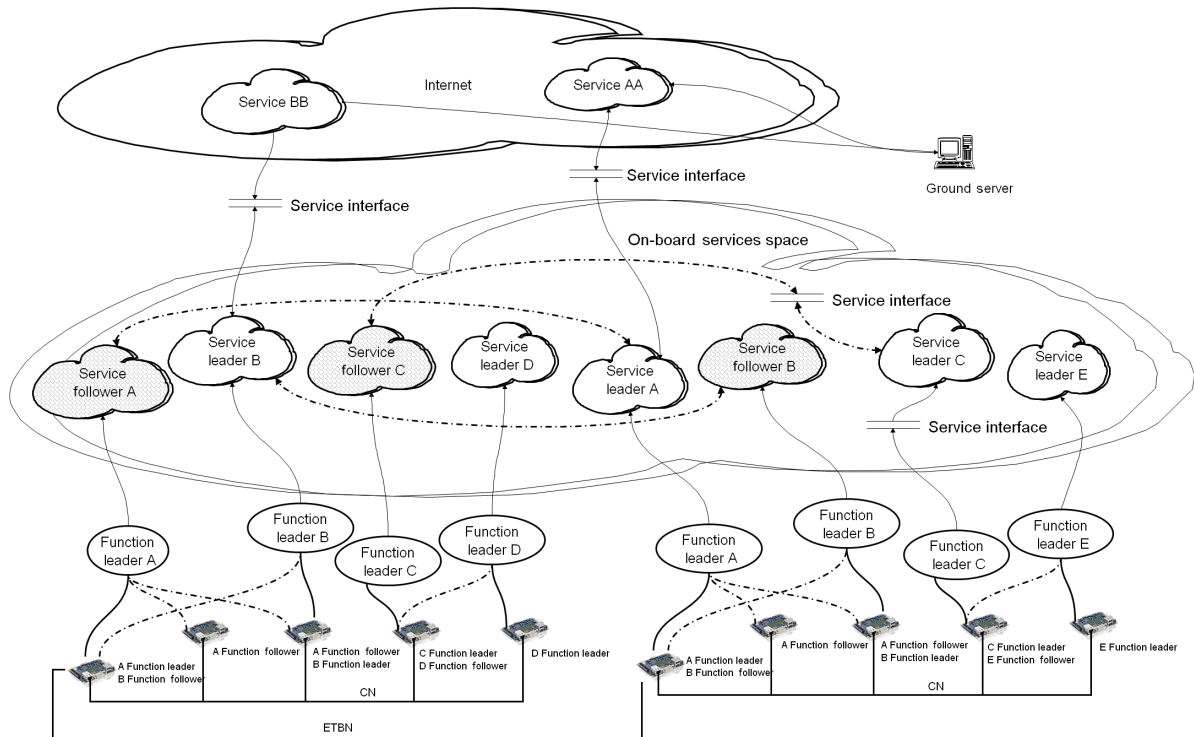 Internet
Service BB
Service AA
Ground server
Service interface
Service interface
On-board services space
Service interface
Service
follower A
Service
leader B
Service
follower C
Service
leader D
Service
leader A
Service
follower B
Service
leader C
Service
leader E
Service interface
Function
leader A
Function
leader B
Function
leader C
Function
leader D
Function
leader A
Function
leader B
Function
leader C
Function
leader E
A Function leader
B Function follower
A Function follower
A Function follower
B Function leader
C Function leader
D Function follower
D Function leader
CN
ETBN
A Function leader
B Function follower
A Function follower
A Function follower
B Function leader
C Function leader
E Function follower
E Function leader
CN